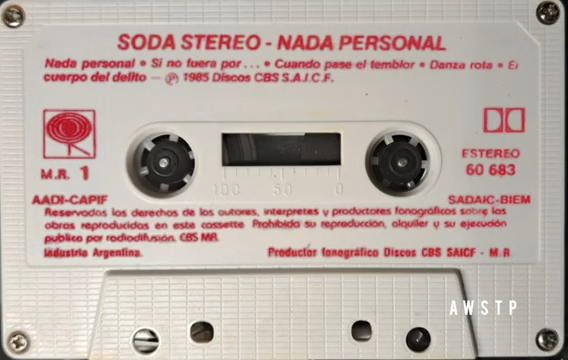 SODA STEREO - NADA PERSONAL
Nada personal • Si no fuera por... • Cuando pase el temblor • Danza rota • El
cuerpo del delito — Ⓟ 1985 Discos CBS S.A.I.C.F.
M.R. 1
ESTEREO
60 683
100 50 0
AADI-CAPIF
SADAIC-BIEM
Reservados los derechos de los autores, interpretes y productores fonográficos sobre las
obras reproducidas en este cassette Prohibida su reproducción, alquiler y su ejecución
publica por radiodifusión. CBS MR.
Industria Argentina.
Productor fonográfico Discos CBS SAICF - M.R.
AWSTP